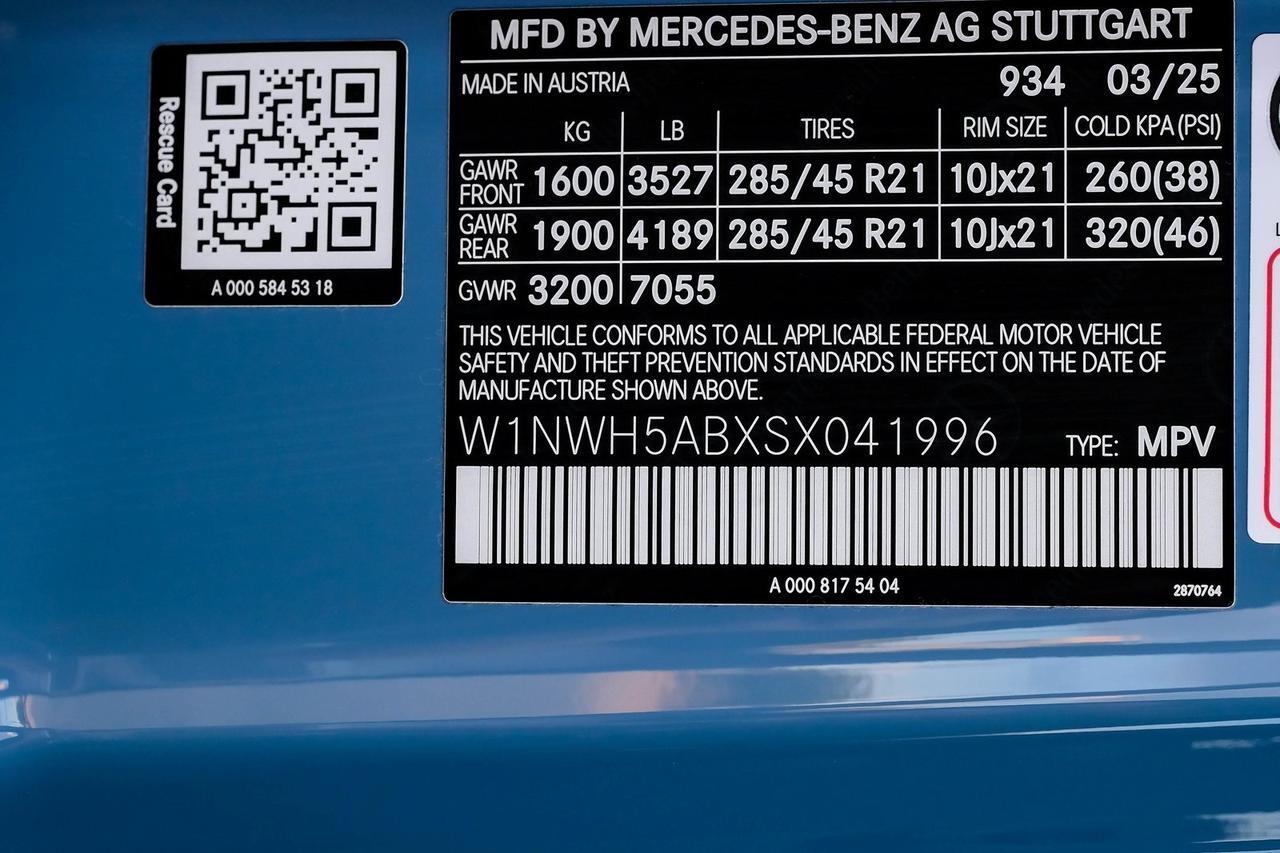 Rescue Card
A 000 584 53 18
MFD BY MERCEDES-BENZ AG STUTTGART
MADE IN AUSTRIA 934 03/25
KG LB TIRES RIM SIZE COLD KPA (PSI)
GAWR FRONT 1600 3527 285/45 R21 10Jx21 260(38)
GAWR REAR 1900 4189 285/45 R21 10Jx21 320(46)
GVWR 3200 7055
THIS VEHICLE CONFORMS TO ALL APPLICABLE FEDERAL MOTOR VEHICLE
SAFETY AND THEFT PREVENTION STANDARDS IN EFFECT ON THE DATE OF
MANUFACTURE SHOWN ABOVE.
W1NWH5ABXSX041996 TYPE: MPV
A 000 817 54 04
2870764